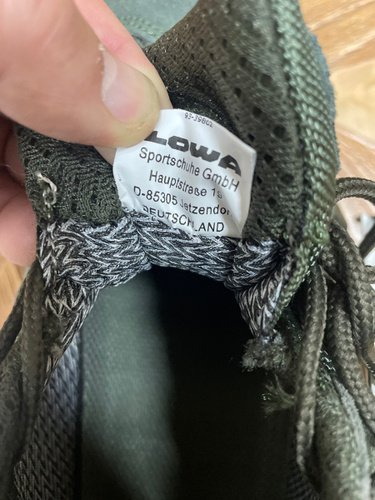 LOWA
Sportschuhe GmbH
Hauptstraße
D-85305
DEUTSCHLAND